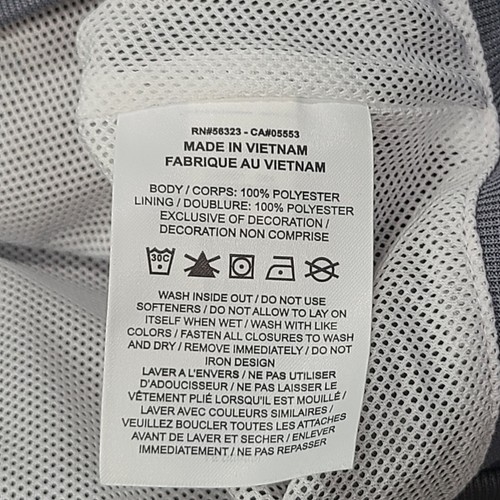 RN#56323 - CA#05553
MADE IN VIETNAM
FABRIQUE AU VIETNAM
BODY / CORPS: 100% POLYESTER
LINING / DOUBLURE: 100% POLYESTER
EXCLUSIVE OF DECORATION /
DECORATION NON COMPRISE
30C
WASH INSIDE OUT / DO NOT USE
SOFTENERS / DO NOT ALLOW TO LAY ON
ITSELF WHEN WET / WASH WITH LIKE
COLORS / FASTEN ALL CLOSURES TO WASH
AND DRY / REMOVE IMMEDIATELY / DO NOT
IRON DESIGN
LAVER A L'ENVERS / NE PAS UTILISER
D'ADOUCISSEUR / NE PAS LAISSER LE
VÊTEMENT PLIÉ LORSQU'IL EST MOUILLÉ /
LAVER AVEC COULEURS SIMILAIRES /
VEUILLEZ BOUCLER TOUTES LES ATTACHES
AVANT DE LAVER ET SECHER / ENLEVER
IMMEDIATEMENT / NE PAS REPASSER